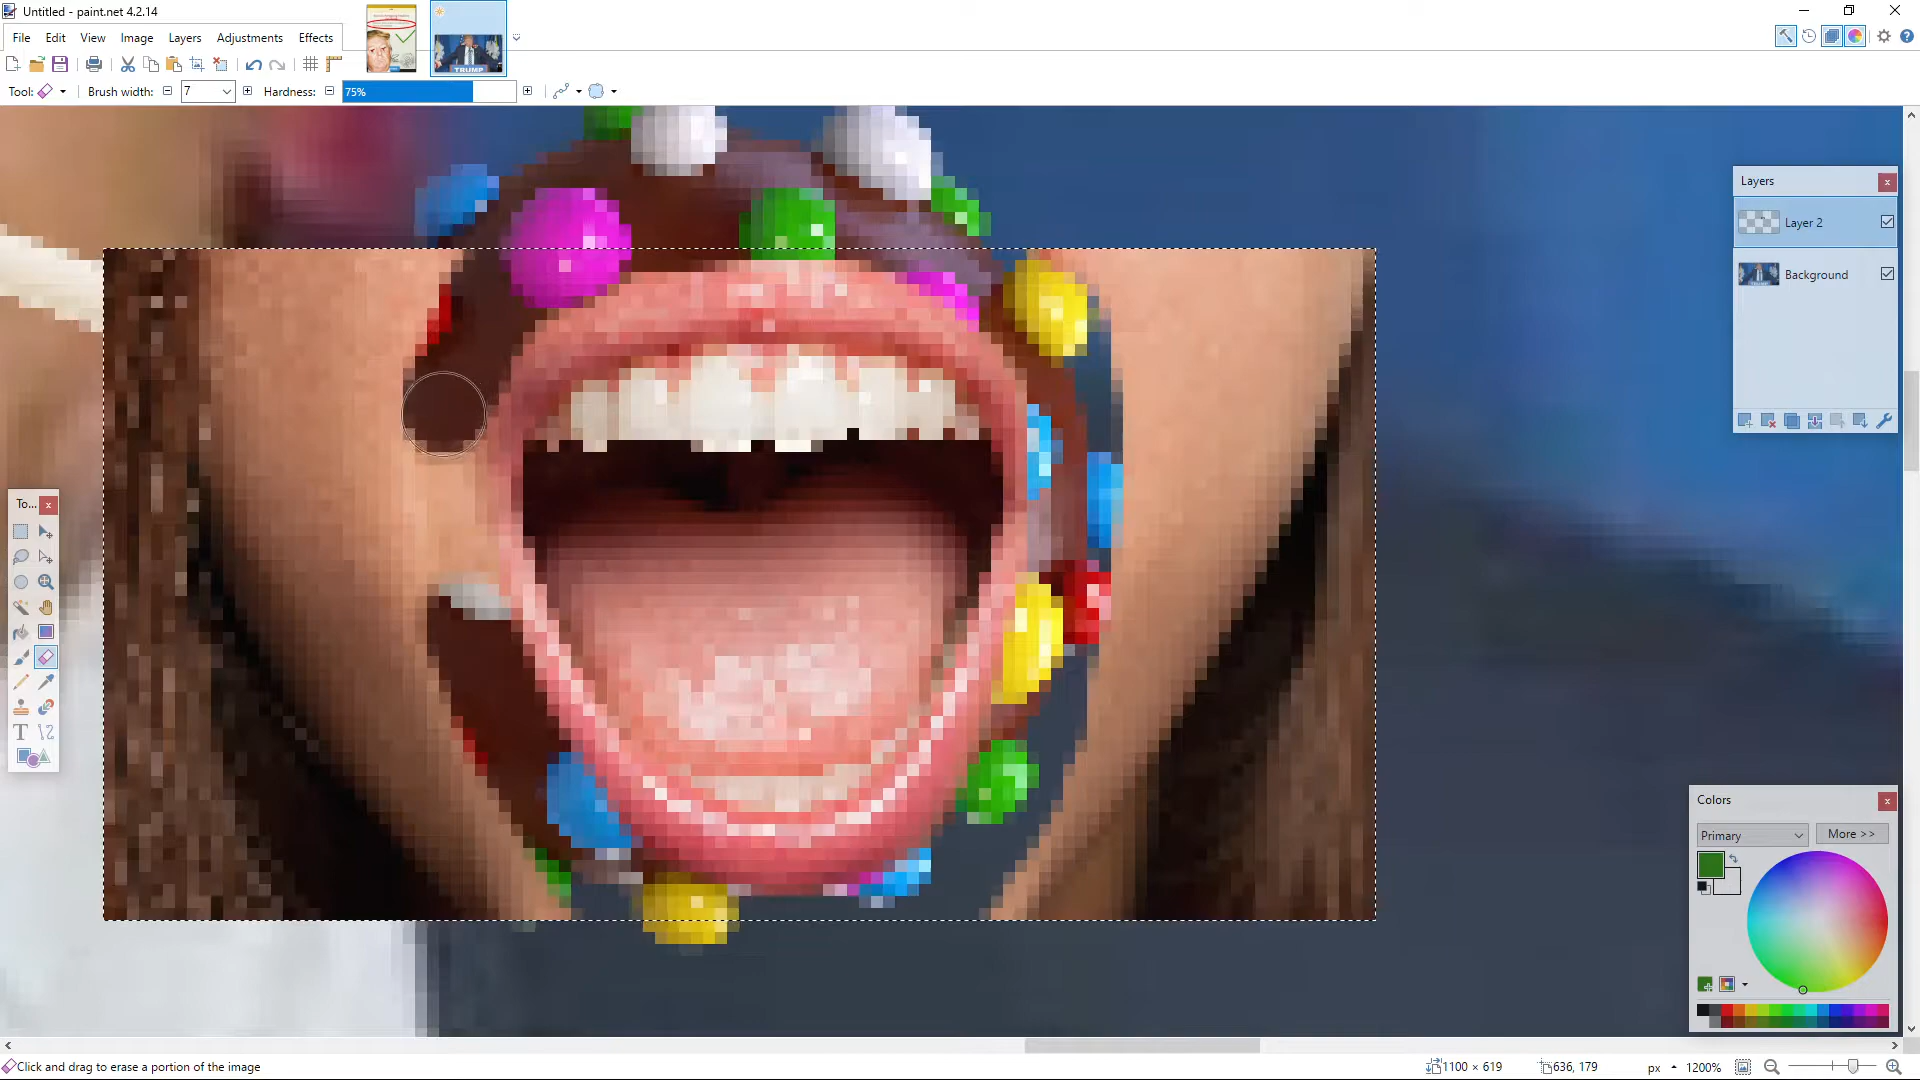 Untitled - paint.net 4.2.14
File Edit View Image Layers Adjustments Effects
TRUMP
Tool: Brush width: 7 Hardness: 75%
Layers
Layer 2
Background
To...
Colors
Primary More >>
Click and drag to erase a portion of the image 1100 × 619 636, 179 px 1200%